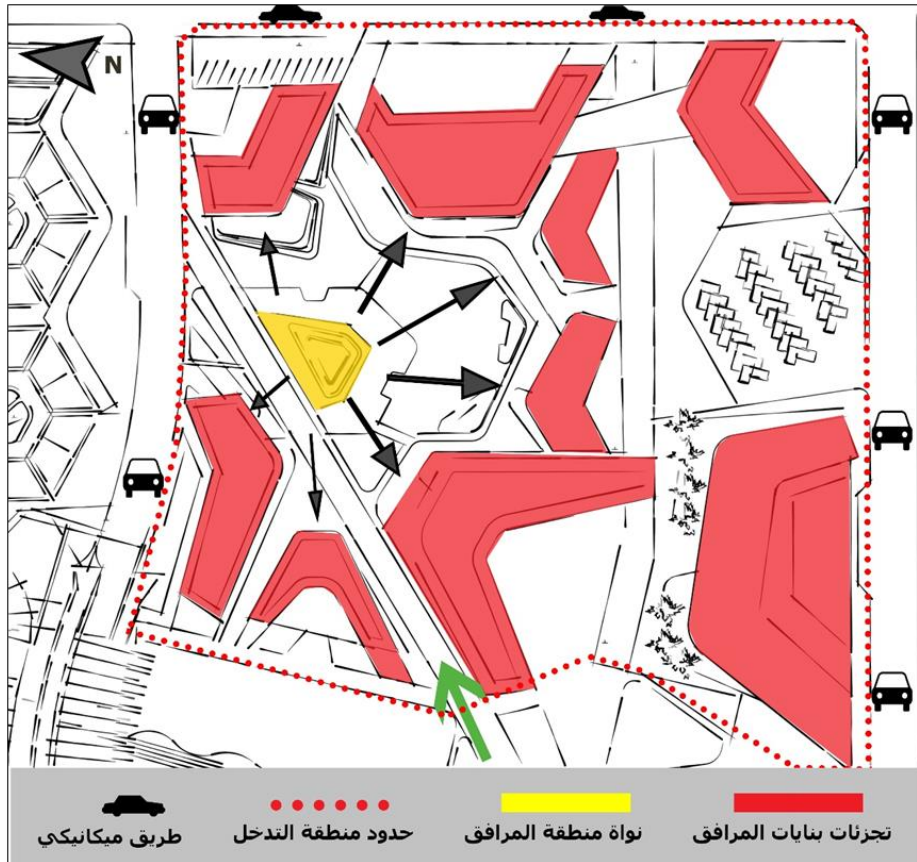 N
تجزئات بنايات المرافق
نواة منطقة المرافق
حدود منطقة التدخل
طريق ميكانيكي